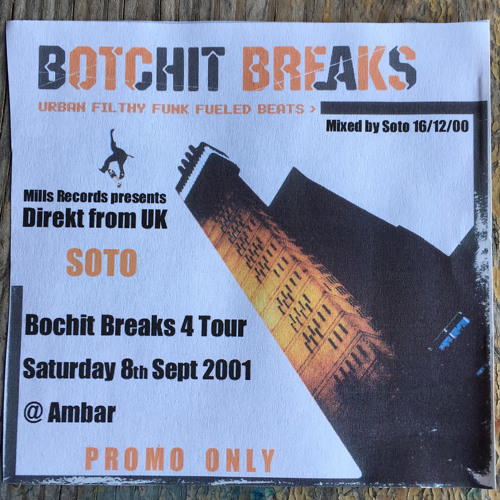 BOTCHIT BREAKS
URBAN FILTHY FUNK FUELED BEATS >
Mixed by Soto 16/12/00
Mills Records presents
Direkt from UK
SOTO
Bochit Breaks 4 Tour
Saturday 8th Sept 2001
@ Ambar
PROMO ONLY